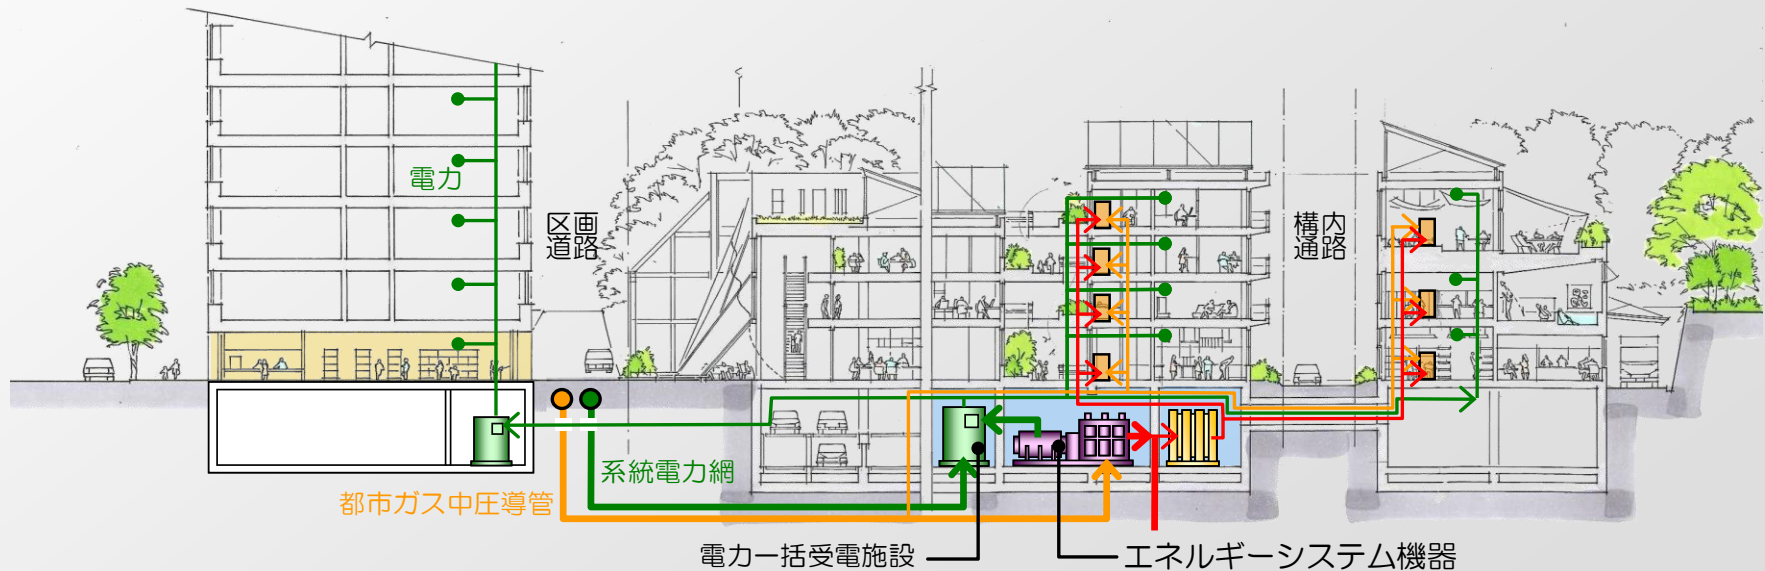 電力
区画
道路
構内
通路
系統電力網
都市ガス中圧導管
電力一括受電施設
エネルギーシステム機器